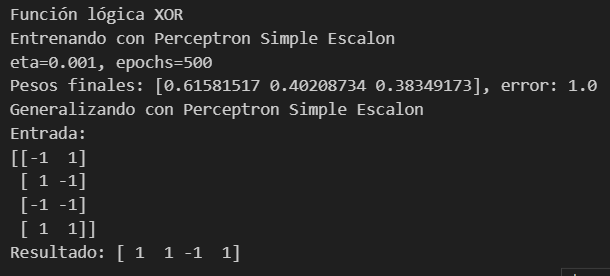 Función lógica XOR
Entrenando con Perceptron Simple Escalon
eta=0.001, epochs=500
Pesos finales: [0.61581517 0.40208734 0.38349173], error: 1.0
Generalizando con Perceptron Simple Escalon
Entrada:
[[-1  1]
 [ 1 -1]
 [-1 -1]
 [ 1  1]]
Resultado: [ 1  1 -1  1]